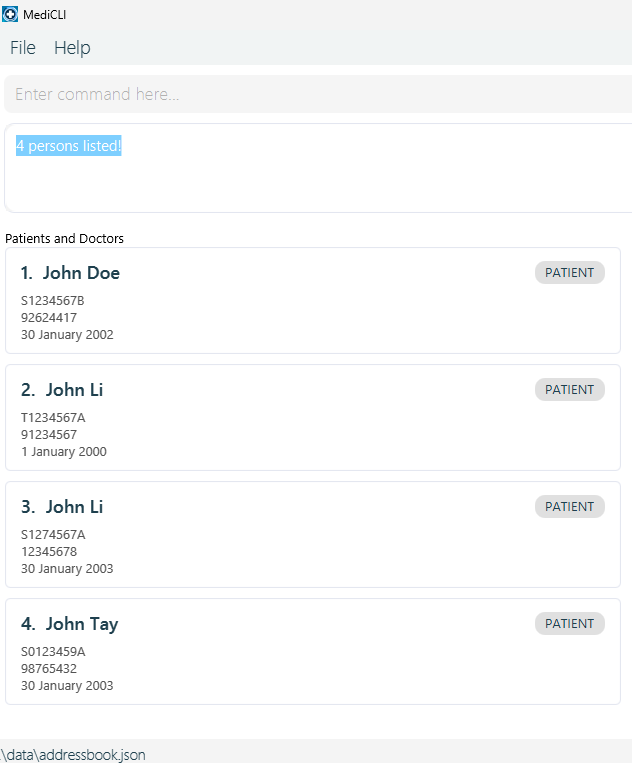 MediCLI
File Help
Enter command here...
4 persons listed!
Patients and Doctors
1. John Doe PATIENT
S1234567B
92624417
30 January 2002
2. John Li PATIENT
T1234567A
91234567
1 January 2000
3. John Li PATIENT
S1274567A
12345678
30 January 2003
4. John Tay PATIENT
S0123459A
98765432
30 January 2003
\data\addressbook.json